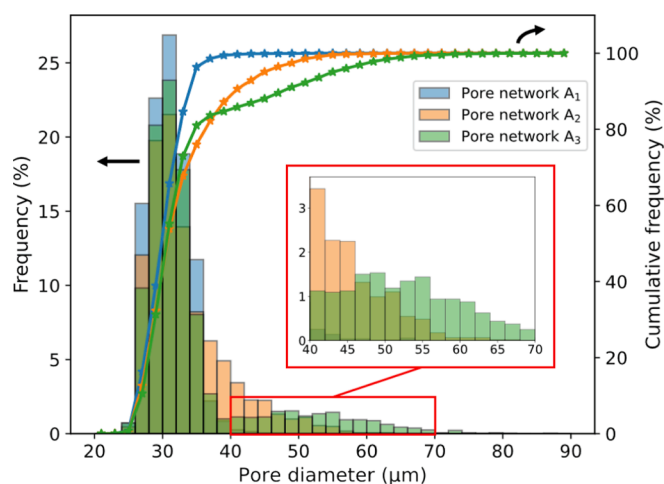 25
20
15
10
5
0
Frequency (%)
100
80
60
40
20
0
Cumulative frequency (%)
Pore network A₁
Pore network A₂
Pore network A₃
3
2
1
0
40 45 50 55 60 65 70
20 30 40 50 60 70 80 90
Pore diameter (μm)